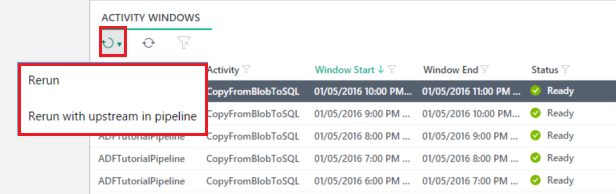 ACTIVITY WINDOWS
Rerun
Rerun with upstream in pipeline
Activity Window Start Window End Status
CopyFromBlobToSQL 01/05/2016 10:00 PM... 01/05/2016 11:00 PM ... Ready
CopyFromBlobToSQL 01/05/2016 9:00 PM ... 01/05/2016 10:00 PM... Ready
ADFTutorialPipeline CopyFromBlobToSQL 01/05/2016 8:00 PM ... 01/05/2016 9:00 PM ... Ready
ADFTutorialPipeline CopyFromBlobToSQL 01/05/2016 7:00 PM ... 01/05/2016 8:00 PM ... Ready
ADFTutorialPipeline CopyFromBlobToSQL 01/05/2016 6:00 PM ... 01/05/2016 7:00 PM ... Ready